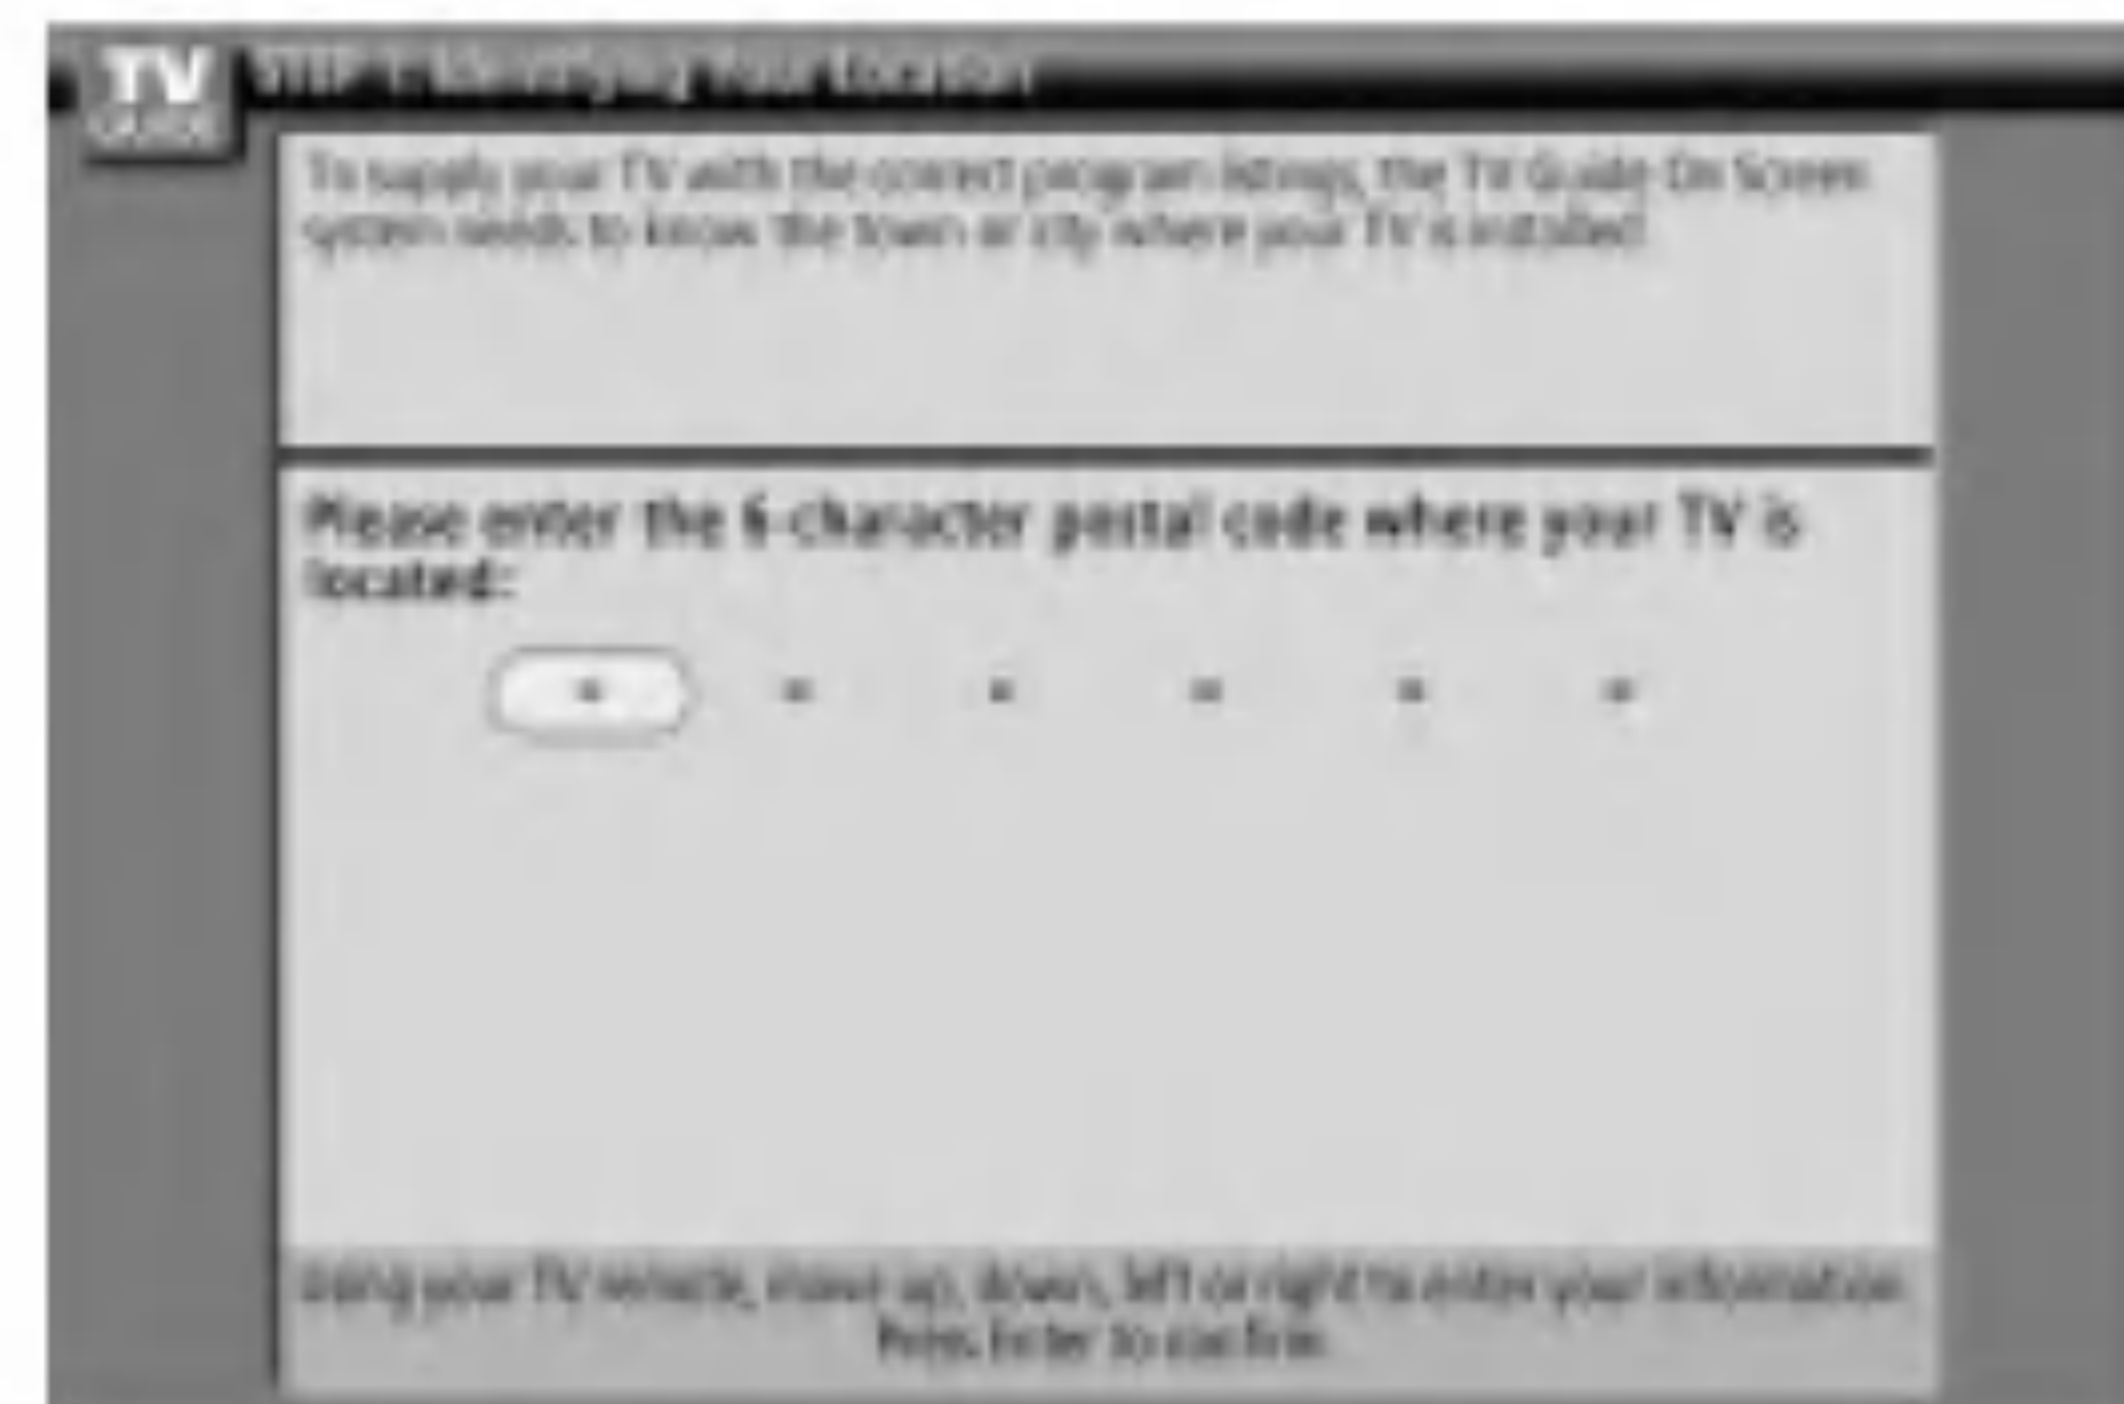 TV
GUIDE
STEP 1: Identifying Your Location
To supply your TV with the correct program listings, the TV Guide On Screen
system needs to know the town or city where your TV is installed.
Please enter the 6-character postal code where your TV is
located:
Using your TV remote, move up, down, left or right to enter your information.
Press Enter to confirm.